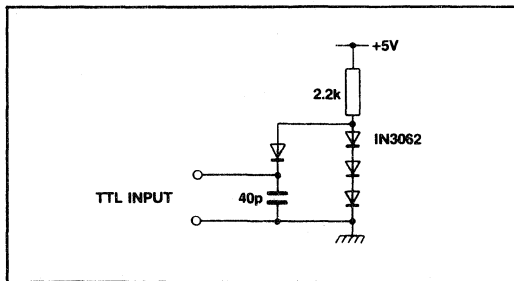 +5V
2.2k
IN3062
TTL INPUT
40p